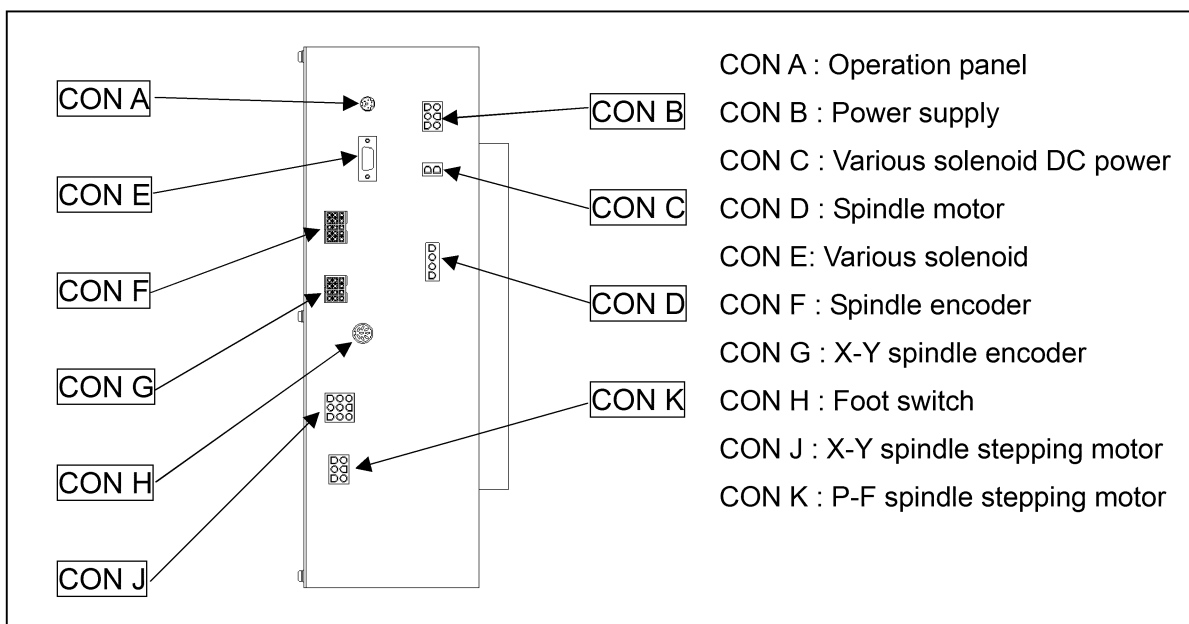 CON A
CON E
CON F
CON G
CON H
CON J
CON B
CON C
CON D
CON K
CON A : Operation panel
CON B : Power supply
CON C : Various solenoid DC power
CON D : Spindle motor
CON E: Various solenoid
CON F : Spindle encoder
CON G : X-Y spindle encoder
CON H : Foot switch
CON J : X-Y spindle stepping motor
CON K : P-F spindle stepping motor